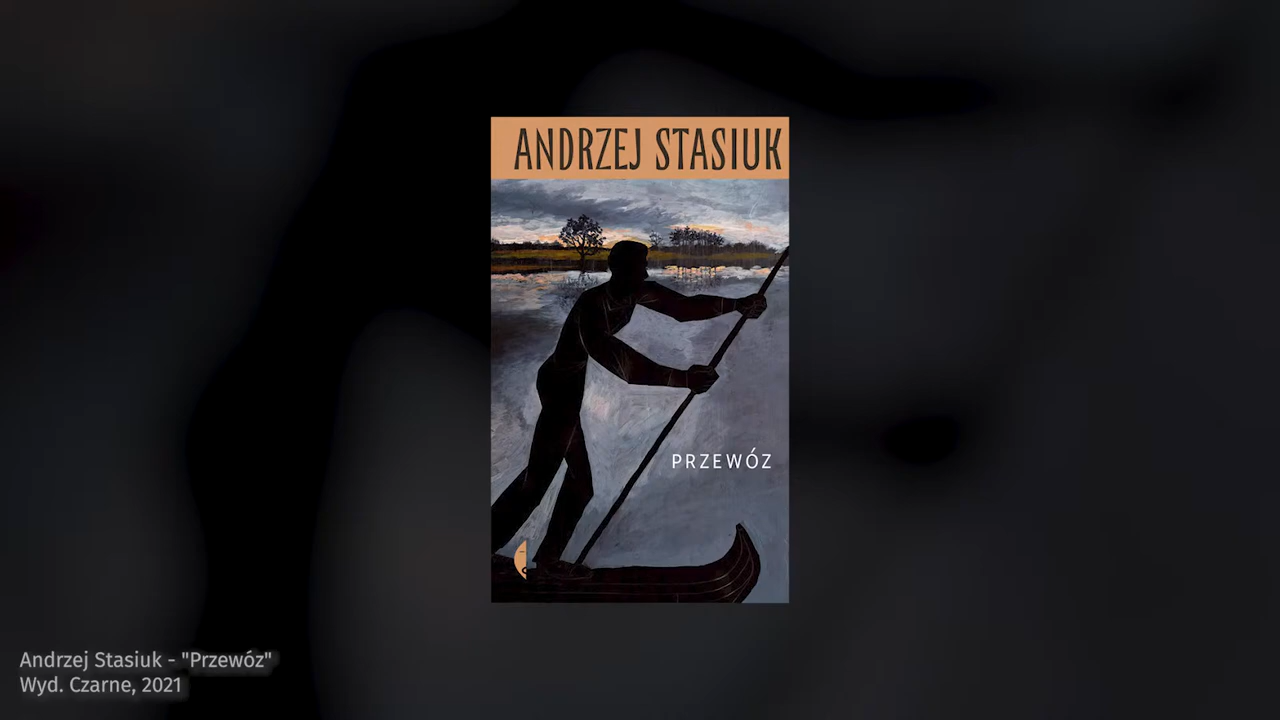 ANDRZEJ STASIUK
PRZEWÓZ
Andrzej Stasiuk - "Przewóz"
Wyd. Czarne, 2021